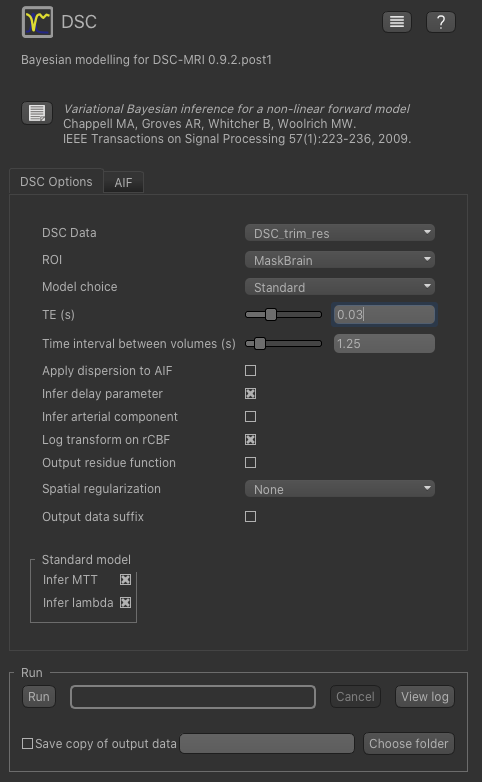 DSC
?
Bayesian modelling for DSC-MRI 0.9.2.post1
Variational Bayesian inference for a non-linear forward model
Chappell MA, Groves AR, Whitcher B, Woolrich MW.
IEEE Transactions on Signal Processing 57(1):223-236, 2009.
DSC Options AIF
DSC Data DSC_trim_res
ROI MaskBrain
Model choice Standard
TE (s) 0.03
Time interval between volumes (s) 1.25
Apply dispersion to AIF
Infer delay parameter
Infer arterial component
Log transform on rCBF
Output residue function
Spatial regularization None
Output data suffix
Standard model
Infer MTT
Infer lambda
Run
Run Cancel View log
Save copy of output data Choose folder